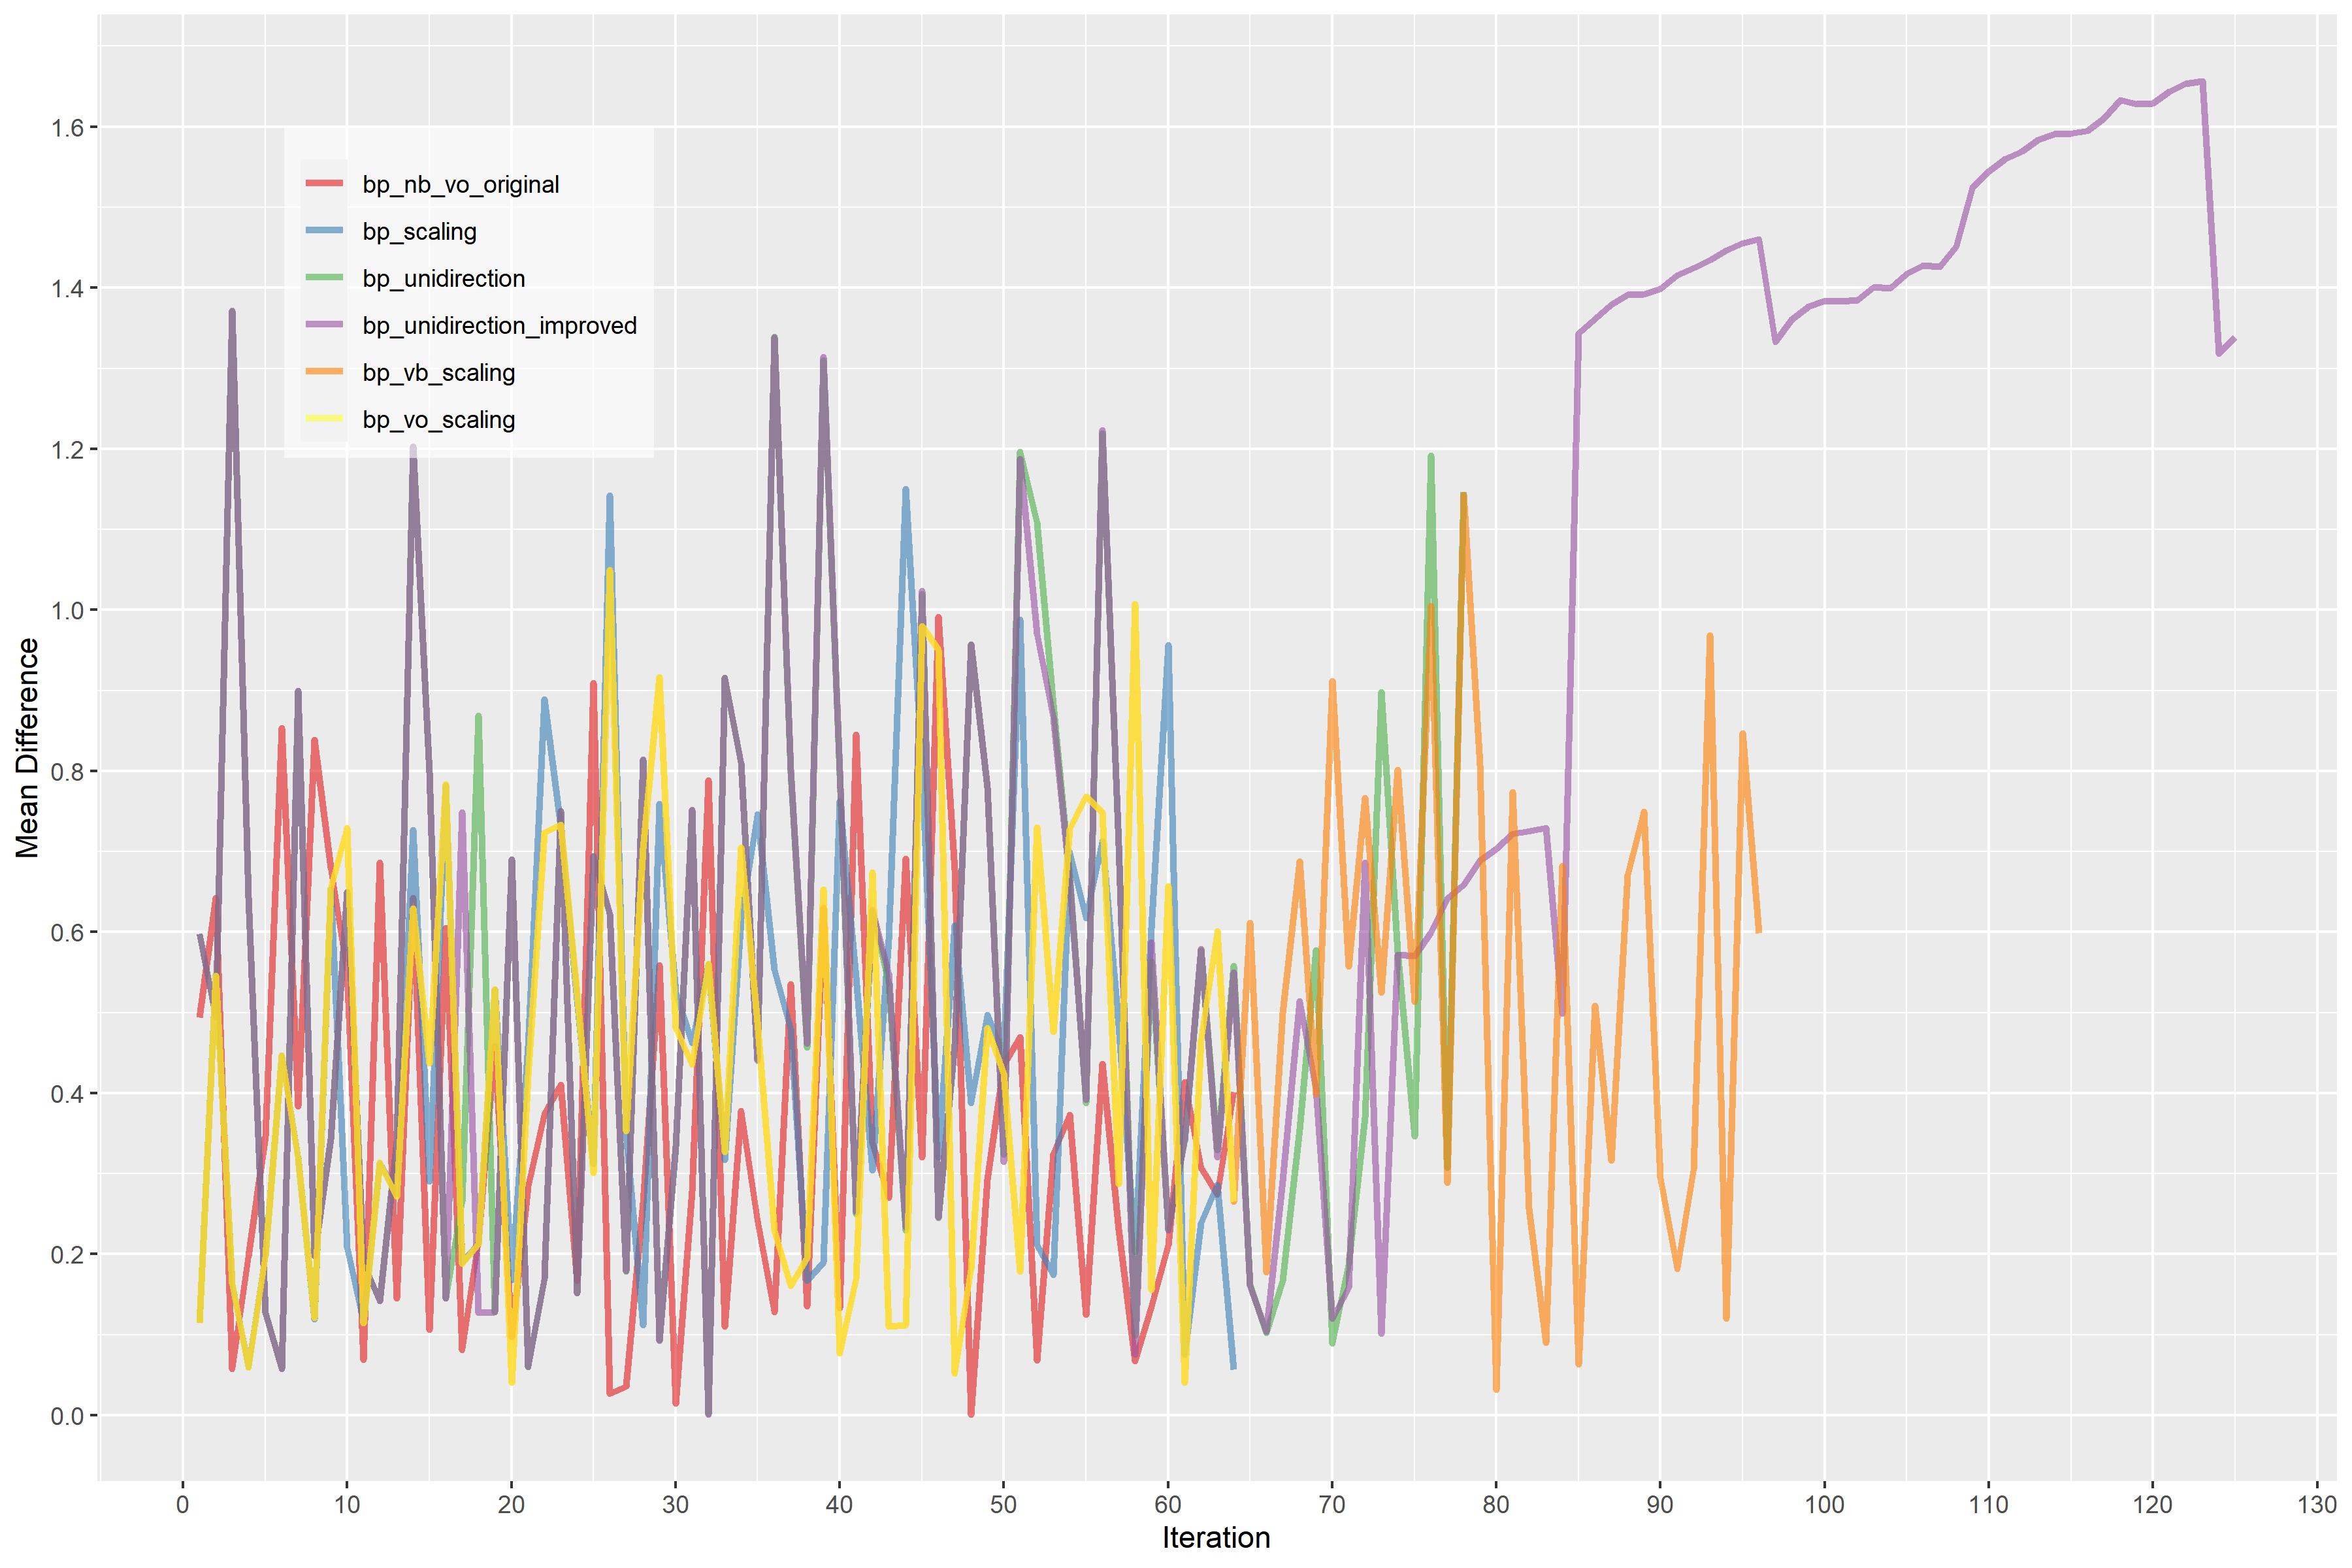 Mean Difference
1.6
1.4
1.2
1.0
0.8
0.6
0.4
0.2
0.0
bp_nb_vo_original
bp_scaling
bp_unidirection
bp_unidirection_improved
bp_vb_scaling
bp_vo_scaling
0 10 20 30 40 50 60 70 80 90 100 110 120 130
Iteration